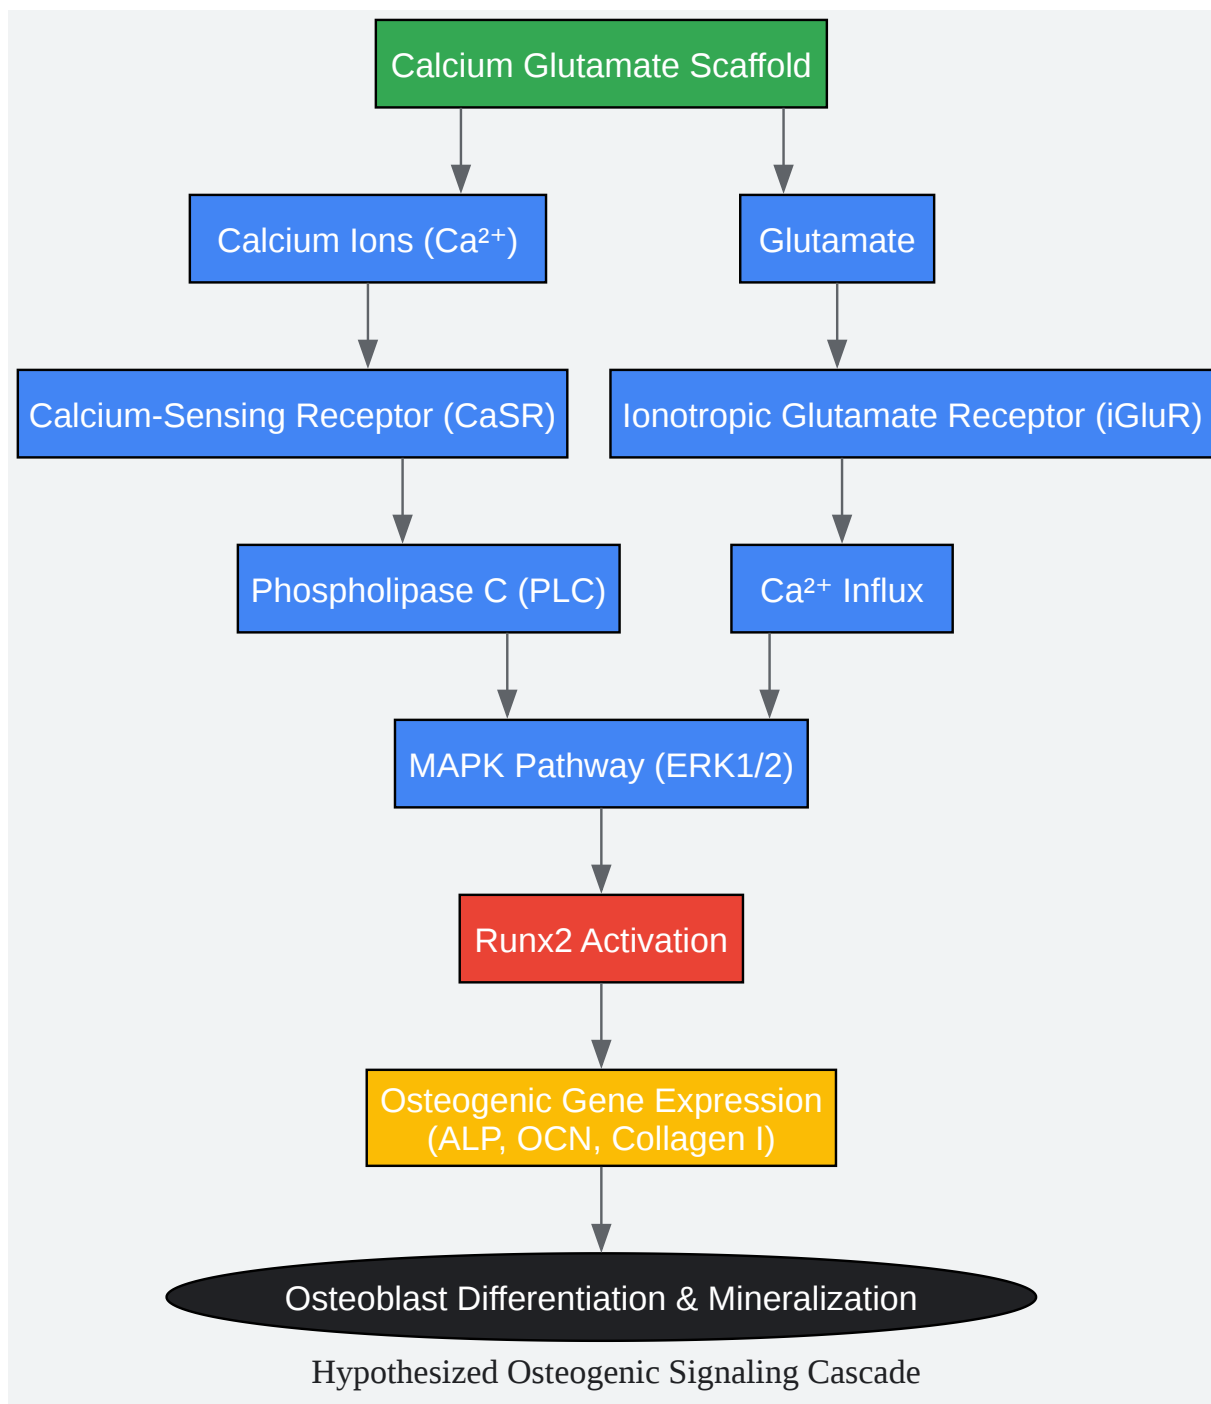 Calcium Glutamate Scaffold
Calcium Ions (Ca²⁺)
Glutamate
Calcium-Sensing Receptor (CaSR)
Ionotropic Glutamate Receptor (iGluR)
Phospholipase C (PLC)
Ca²⁺ Influx
MAPK Pathway (ERK1/2)
Runx2 Activation
Osteogenic Gene Expression
(ALP, OCN, Collagen I)
Osteoblast Differentiation & Mineralization
Hypothesized Osteogenic Signaling Cascade